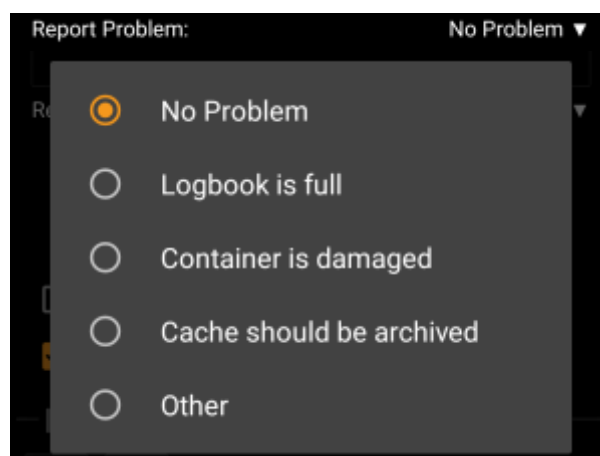 Report Problem: No Problem ▼
No Problem
Logbook is full
Container is damaged
Cache should be archived
Other